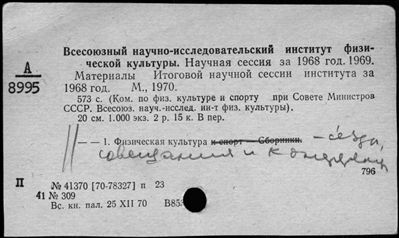 Всесоюзный научно-исследовательский институт физи-
ческой культуры. Научная сессия за 1968 год. 1969.
А
8995
Материалы Итоговой научной сессии института за
1968 год. М., 1970.
573 с. (Ком. по физ. культуре и спорту при Совете Министров
СССР. Всесоюз. науч.-исслед. ин-т физ. культуры).
20 см. 1.000 экз. 2 р. 15 к. В пер.
— — 1. Физическая культура и спорт — Сборники. – съезды,
совещания и конференции
796
II № 41370 [70-78327] п 23
41 № 309
Вс. кн. пал. 25 XII 70 В85